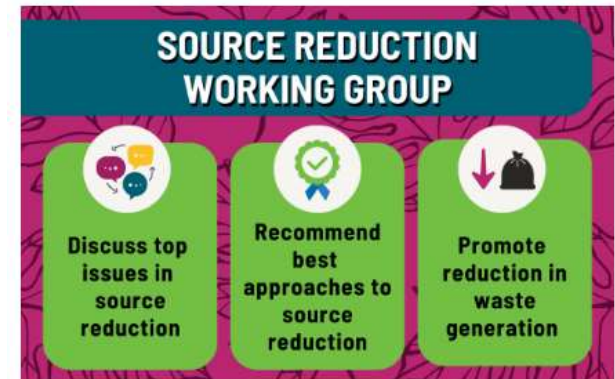 SOURCE REDUCTION
WORKING GROUP
Discuss top
issues in
source
reduction
Recommend
best
approaches to
source
reduction
Promote
reduction in
waste
generation